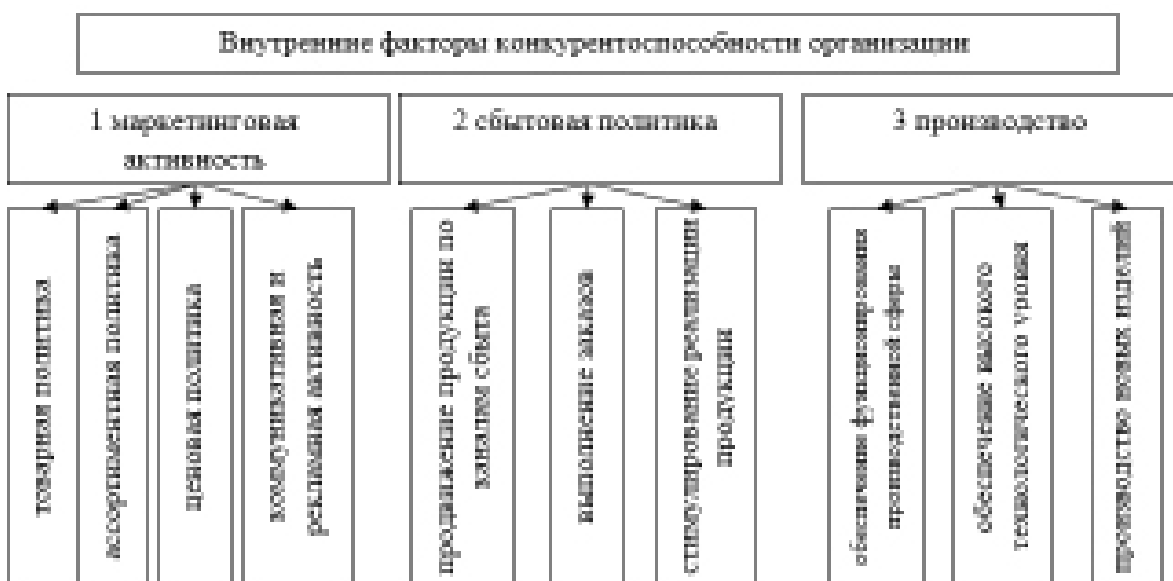 Внутренние факторы конкурентоспособности организации
1 маркетинговая
активность
2 сбытовая политика
3 производство
товарная политика
ассортиментная политика
ценовая политика
коммуникативная и
рекламная активность
продвижение продукции по
каналам сбыта
выполнение заказов
стимулирование реализации
продукции
функционирования
производственной сферы
обеспечение высокого
технологического уровня
производство новых изделий